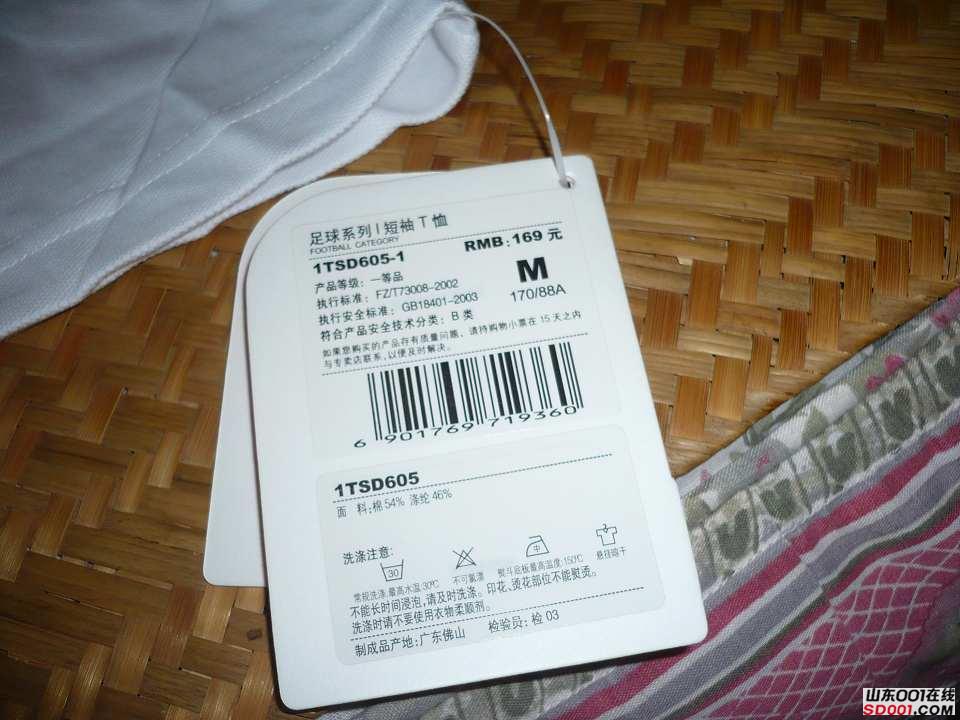 足球系列 | 短袖T恤
FOOTBALL CATEGORY
RMB: 169 元
1TSD605-1
M
170/88A
产品等级: 一等品
执行标准: FZ/T73008-2002
执行安全标准: GB18401-2003
符合产品安全技术分类: B 类
如果您购买的产品存有质量问题, 请持购物小票在 15 天之内
与专卖店联系, 以便及时解决。
6 901769 719360
1TSD605
面 料:棉54% 涤纶46%
洗涤注意:
30
中
常规洗涤,最高水温:30℃ 不可氯漂 熨斗底板最高温度:150℃ 悬挂晾干
不能长时间浸泡,请及时洗涤。印花、烫花部位不能熨烫。
洗涤时请不要使用衣物柔顺剂。
制成品产地:广东佛山 检验员: 检 03
山东001在线
SD001.COM